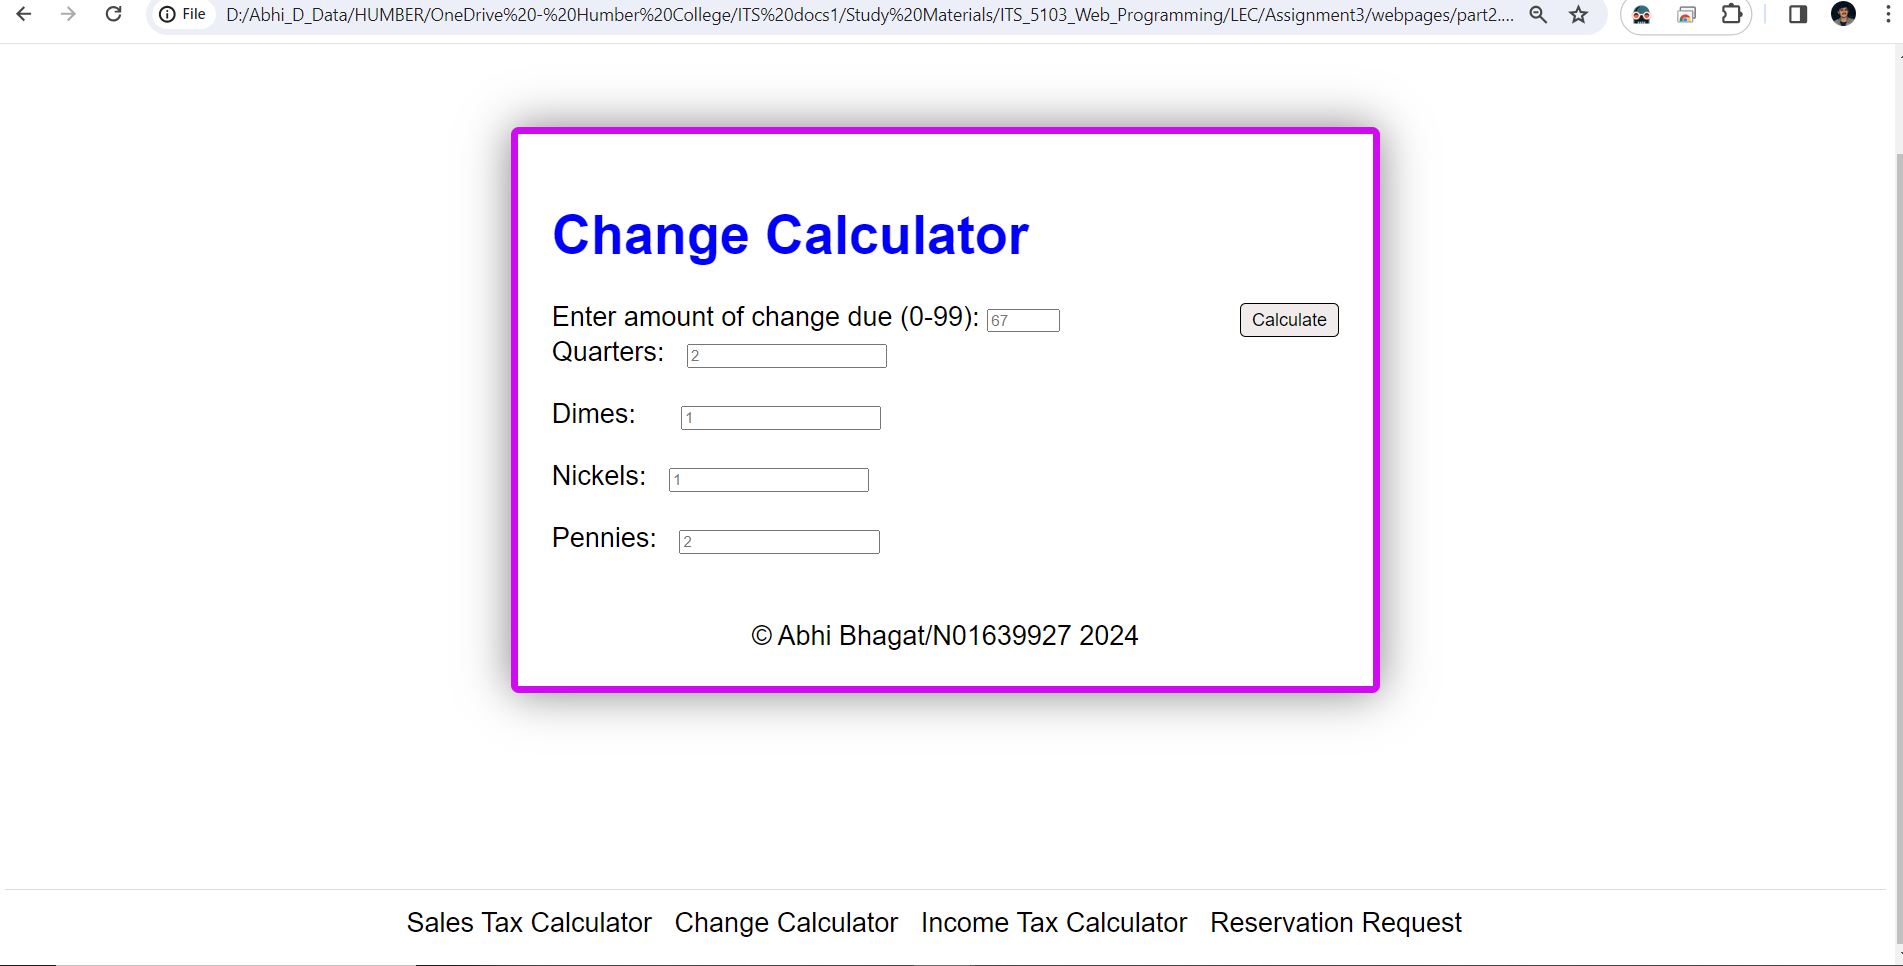 File D:/Abhi_D_Data/HUMBER/OneDrive%20-%20Humber%20College/ITS%20docs1/Study%20Materials/ITS_5103_Web_Programming/LEC/Assignment3/webpages/part2....
Change Calculator
Enter amount of change due (0-99): 67 Calculate
Quarters: 2
Dimes: 1
Nickels: 1
Pennies: 2
© Abhi Bhagat/N01639927 2024
Sales Tax Calculator Change Calculator Income Tax Calculator Reservation Request